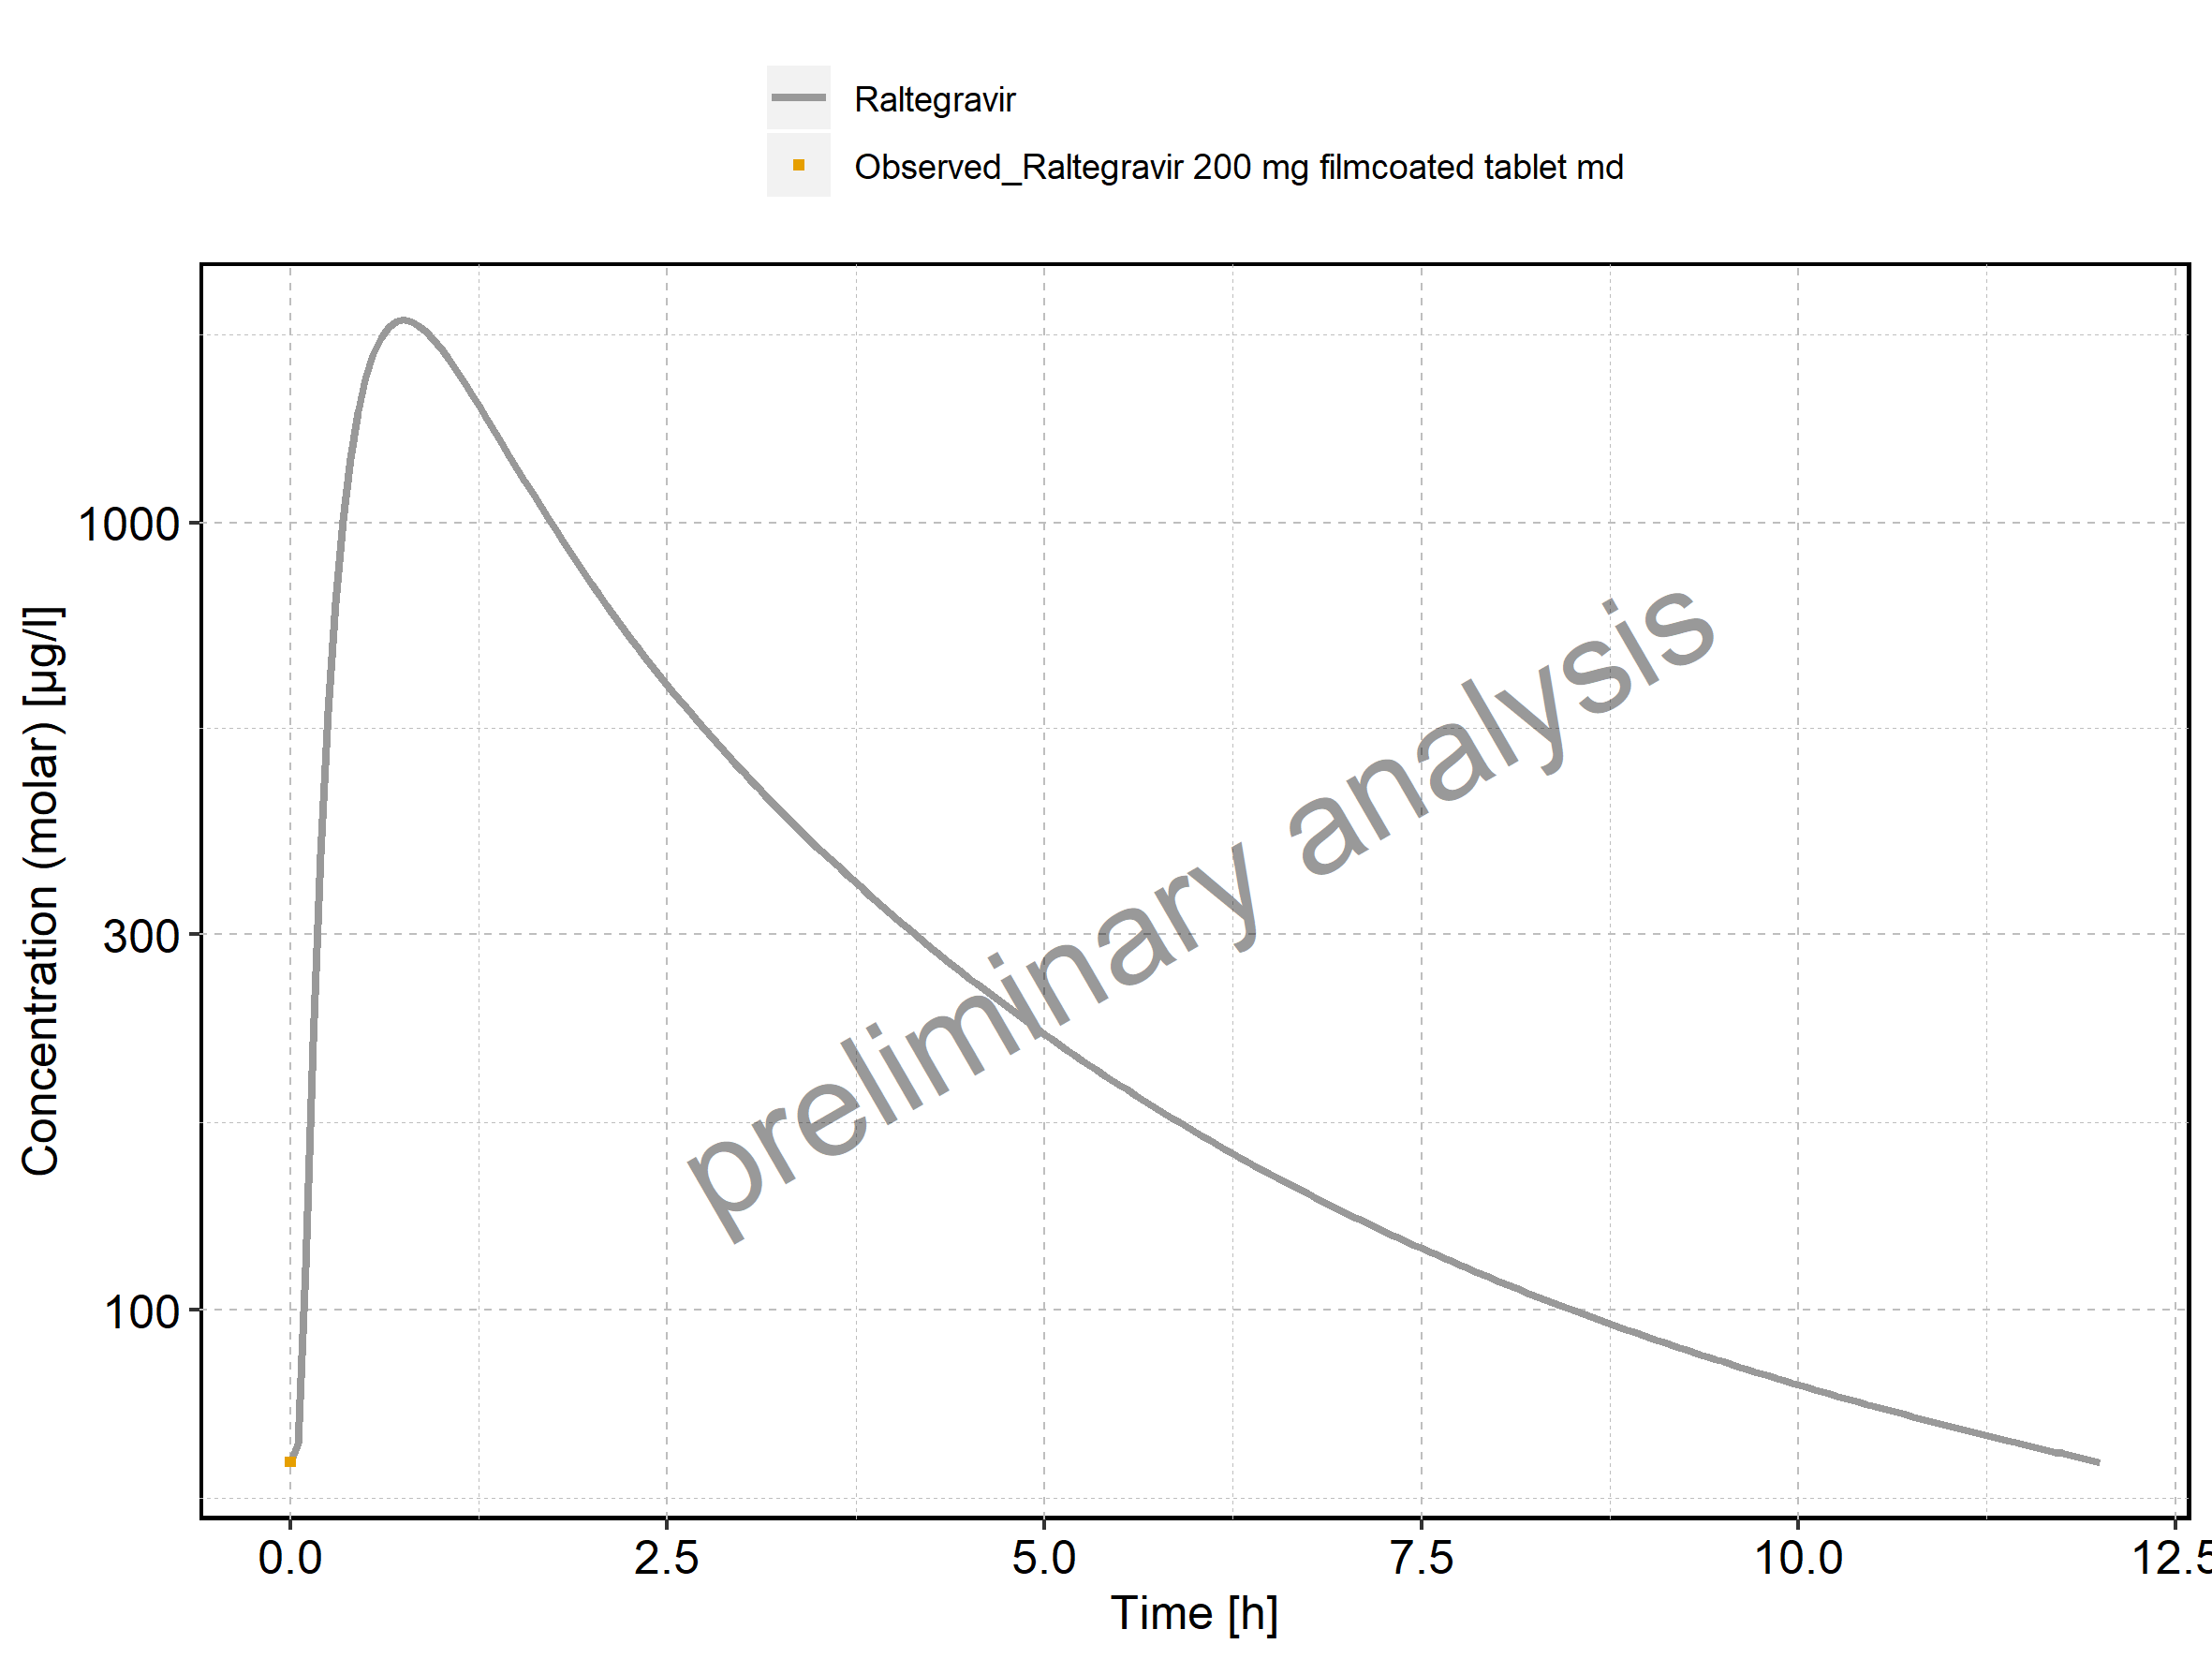 Raltegravir
Observed_Raltegravir 200 mg filmcoated tablet md
Concentration (molar) [µg/l]
1000
300
100
preliminary analysis
0.0 2.5 5.0 7.5 10.0 12.5
Time [h]